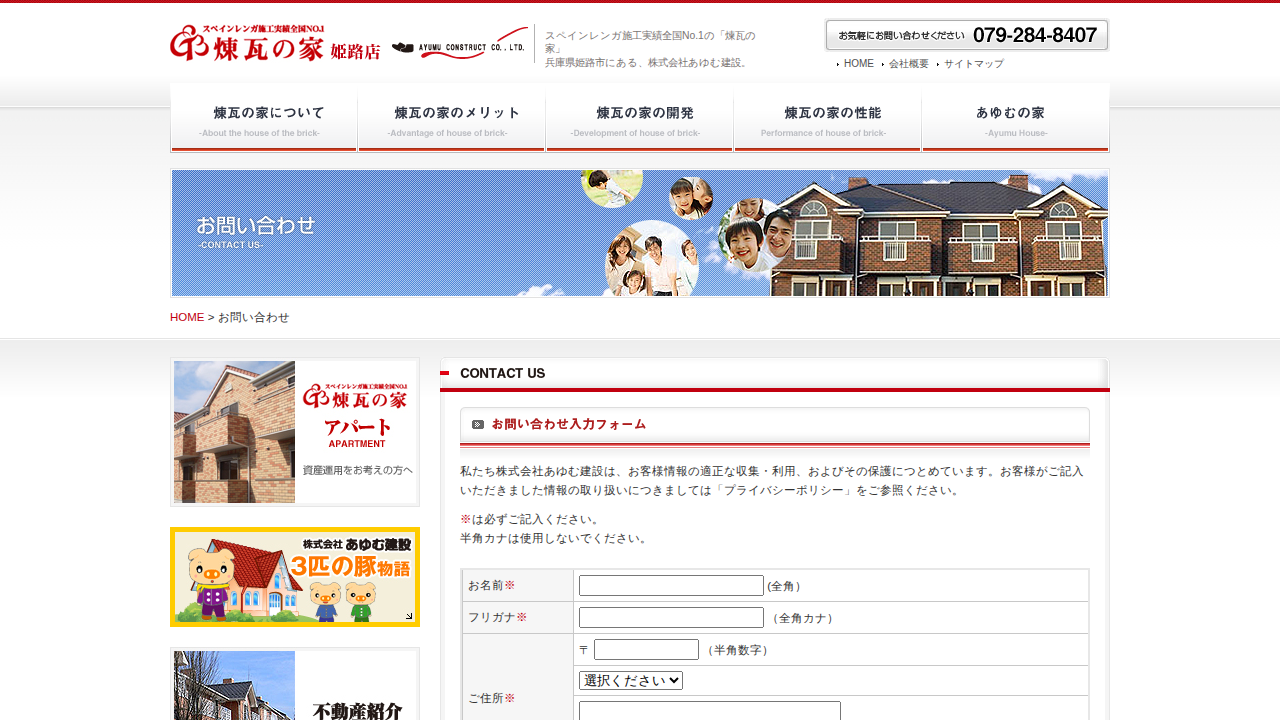 スペインレンガ施工実績全国NO.1
煉瓦の家 姫路店
AYUMU CONSTRUCT CO.,LTD.
スペインレンガ施工実績全国No.1の「煉瓦の
家」
兵庫県姫路市にある、株式会社あゆむ建設。
お気軽にお問い合わせください 079-284-8407
HOME 会社概要 サイトマップ
煉瓦の家について
-About the house of the brick-
煉瓦の家のメリット
-Advantage of house of brick-
煉瓦の家の開発
-Development of house of brick-
煉瓦の家の性能
Performance of house of brick-
あゆむの家
-Ayumu House-
お問い合わせ
-CONTACT US-
HOME > お問い合わせ
スペインレンガ施工実績全国NO.1
煉瓦の家
アパート
APARTMENT
資産運用をお考えの方へ
株式会社 あゆむ建設
3匹の豚物語
不動産紹介
CONTACT US
お問い合わせ入力フォーム
私たち株式会社あゆむ建設は、お客様情報の適正な収集・利用、およびその保護につとめています。お客様がご記入
いただきました情報の取り扱いにつきましては「プライバシーポリシー」をご参照ください。
※は必ずご記入ください。
半角カナは使用しないでください。
お名前※ (全角）
フリガナ※ （全角カナ）
〒 （半角数字）
選択ください
ご住所※